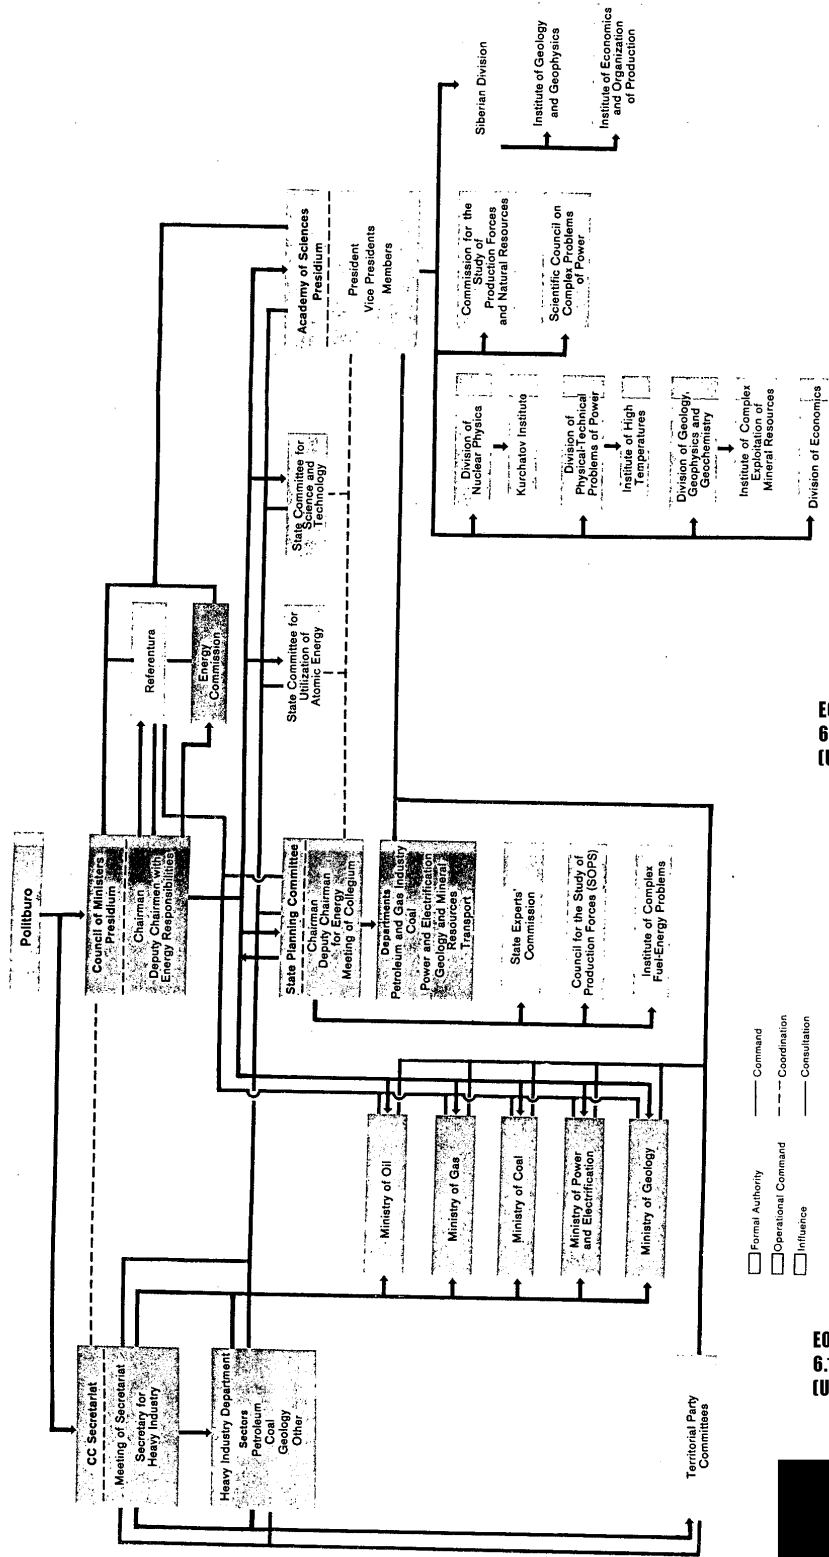 Politburo
CC Secretariat
Meeting of Secretariat
Secretary for
Heavy Industry
Heavy Industry Department
Sectors
Petroleum
Coal
Geology
Other
Territorial Party
Committees
Council of Ministers
Presidium
Chairman
Deputy Chairmen with
Energy Responsibilities
Referentura
Energy
Commission
State Planning Committee
Chairman
Deputy Chairman
for Energy
Meeting of Collegium
Departments
Petroleum and Gas Industry
Coal
Power and Electrification
Geology and Mineral
Resources
Transport
State Experts'
Commission
Council for the Study of
Production Forces (SOPS)
Institute of Complex
Fuel-Energy Problems
Ministry of Oil
Ministry of Gas
Ministry of Coal
Ministry of Power
and Electrification
Ministry of Geology
State Committee for
Utilization of
Atomic Energy
State Committee for
Science and
Technology
Academy of Sciences
Presidium
President
Vice Presidents
Members
Division of
Nuclear Physics
Kurchatov Institute
Division of
Physical-Technical
Problems of Power
Institute of High
Temperatures
Division of Geology,
Geophysics and
Geochemistry
Institute of Complex
Exploitation of
Mineral Resources
Division of Economics
Commission for the
Study of
Production Forces
and Natural Resources
Scientific Council on
Complex Problems
of Power
Siberian Division
Institute of Geology
and Geophysics
Institute of Economics
and Organization
of Production
Formal Authority
Operational Command
Influence
Command
Coordination
Consultation
EO
6.
(U
EO
6.
(U